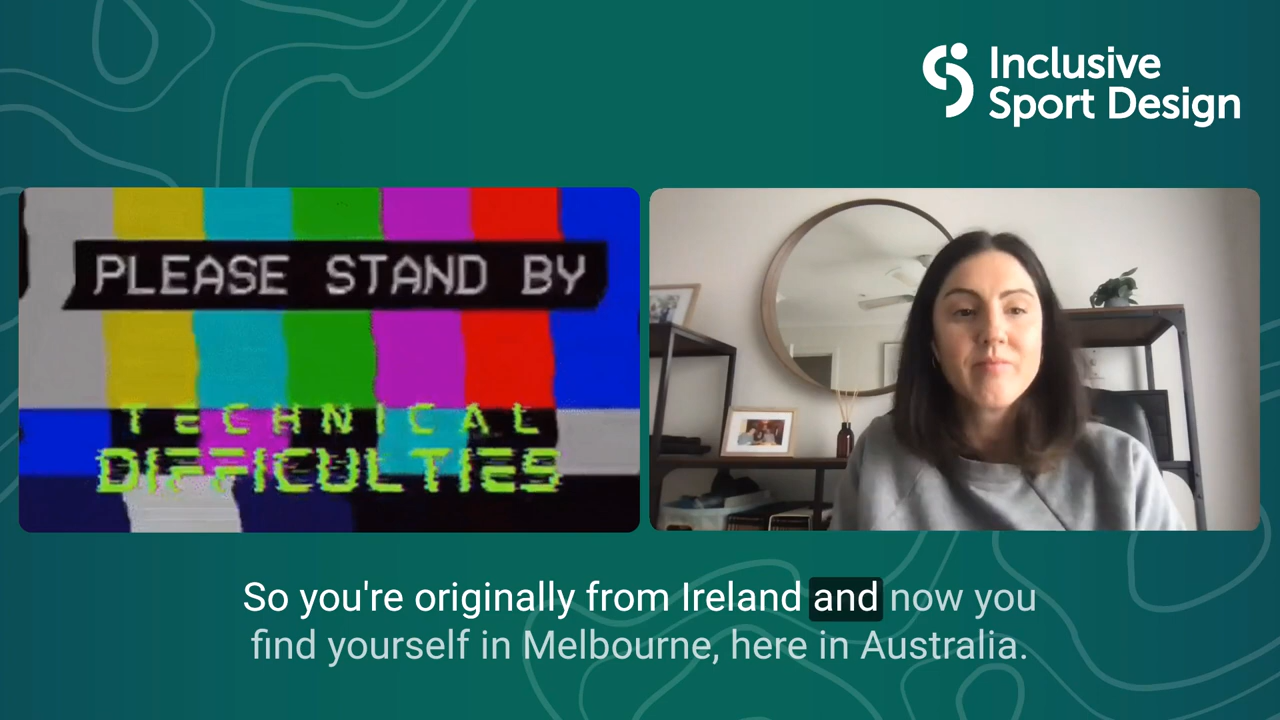 Inclusive
Sport Design
PLEASE STAND BY
TECHNICAL
DIFFICULTIES
So you're originally from Ireland and now you
find yourself in Melbourne, here in Australia.